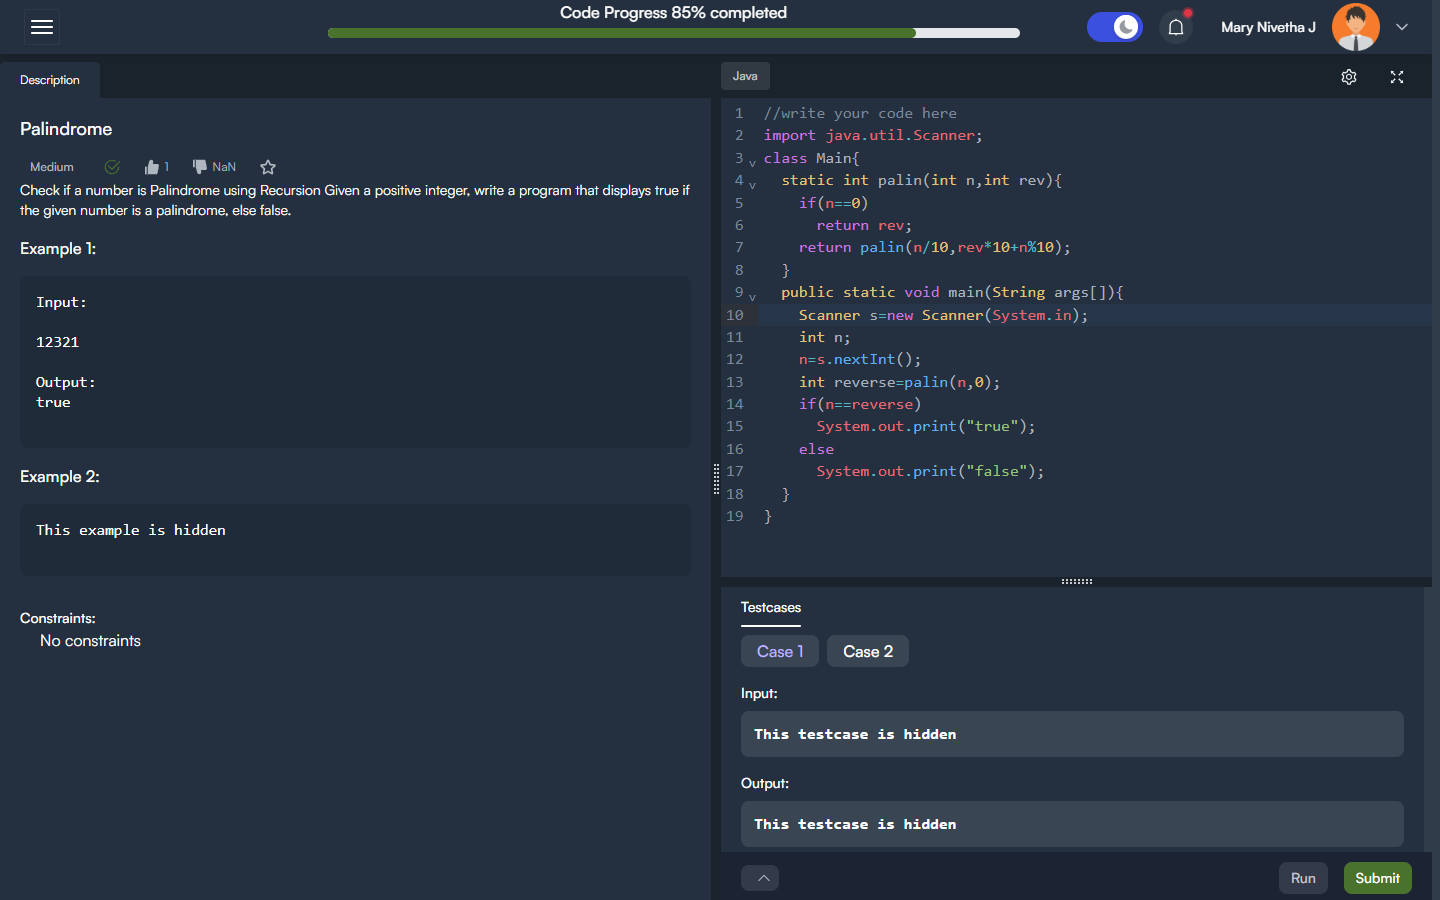 Code Progress 85% completed
Mary Nivetha J
Description
Palindrome
Medium
1
NaN
Check if a number is Palindrome using Recursion Given a positive integer, write a program that displays true if
the given number is a palindrome, else false.
Example 1:
Input:
12321
Output:
true
Example 2:
This example is hidden
Constraints:
No constraints
Java
1 //write your code here
2 import java.util.Scanner;
3 class Main{
4 static int palin(int n,int rev){
5 if(n==0)
6 return rev;
7 return palin(n/10,rev*10+n%10);
8 }
9 public static void main(String args[]){
10 Scanner s=new Scanner(System.in);
11 int n;
12 n=s.nextInt();
13 int reverse=palin(n,0);
14 if(n==reverse)
15 System.out.print("true");
16 else
17 System.out.print("false");
18 }
19 }
Testcases
Case 1
Case 2
Input:
This testcase is hidden
Output:
This testcase is hidden
Run
Submit